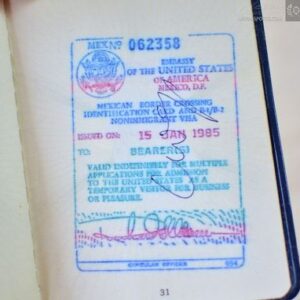 MEX Nº 062358
EMBASSY
OF THE UNITED STATES
OF AMERICA
MEXICO, D.F.
MEXICAN BORDER CROSSING
IDENTIFICATION CARD AND B-1/B-2
NONIMMIGRANT VISA
ISSUED ON: 15 JAN 1985
TO BEARER(S)
VALID INDEFINITELY FOR MULTIPLE
APPLICATIONS FOR ADMISSION
TO THE UNITED STATES AS A
TEMPORARY VISITOR FOR BUSINESS
OR PLEASURE.
CONSULAR OFFICER
31